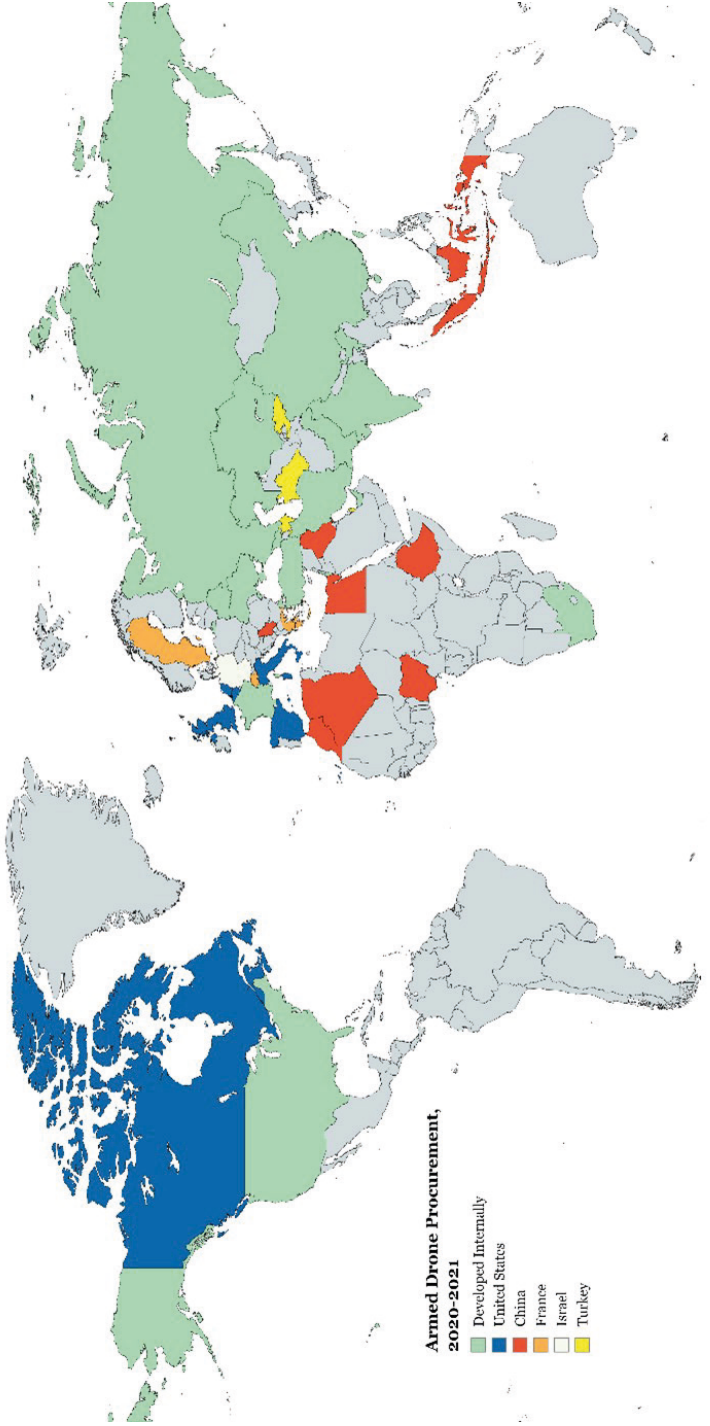 Armed Drone Procurement,
2020-2021
Developed Internally
United States
China
France
Israel
Turkey